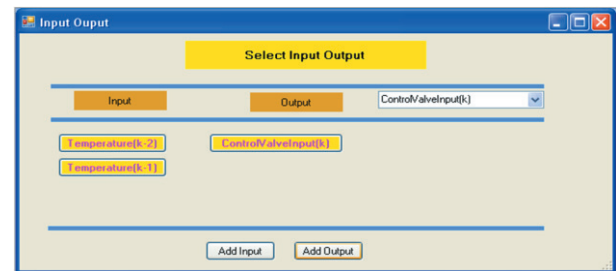 Input Ouput
Select Input Output
Input Output ControlValveInput(k)
Temperature(k-2) ControlValveInput(k)
Temperature(k-1)
Add Input Add Output